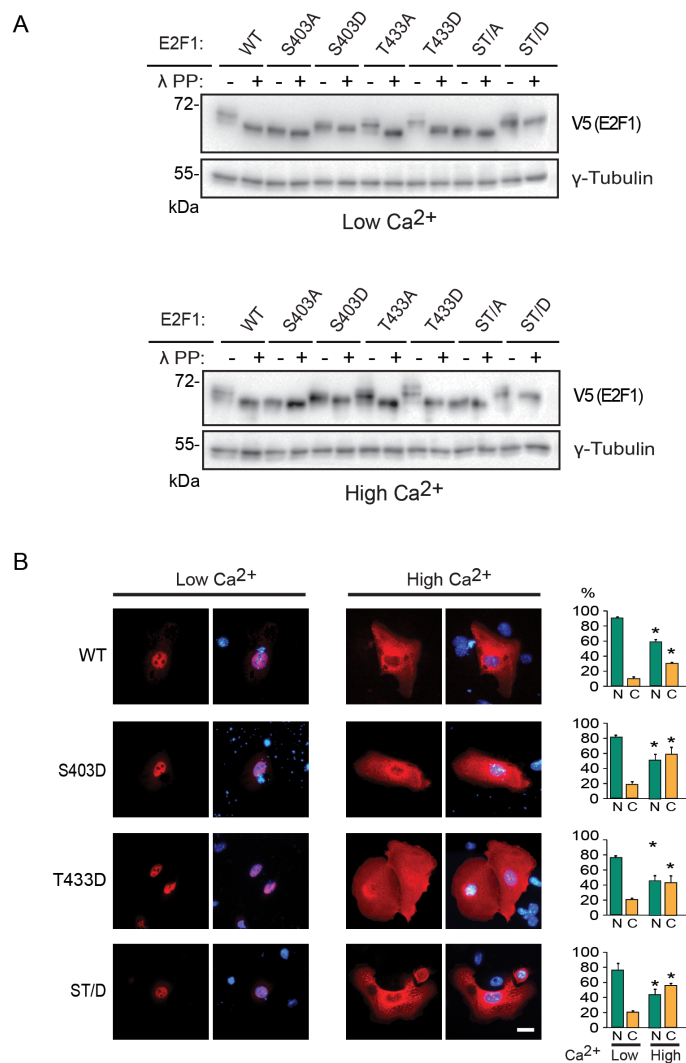 A
E2F1: WT S403A S403D T433A T433D ST/A ST/D
λ PP: - + - + - + - + - + - + - +
72-
V5 (E2F1)
55-
γ-Tubulin
kDa
Low Ca2+
E2F1: WT S403A S403D T433A T433D ST/A ST/D
λ PP: - + - + - + - + - + - + - +
72-
V5 (E2F1)
55-
γ-Tubulin
kDa
High Ca2+
B
Low Ca2+ High Ca2+
%
WT
100
80
60
40
20
0
* *
N C N C
S403D
100
80
60
40
20
0
* *
N C N C
T433D
100
80
60
40
20
0
* *
N C N C
ST/D
80
60
40
20
0
* *
N C N C
Ca2+ Low High